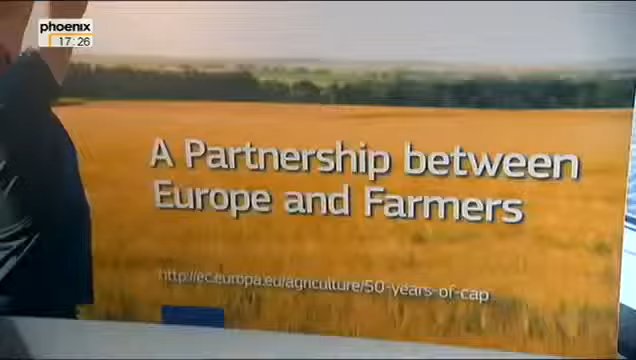 phoenix
17:26
A Partnership between
Europe and Farmers
http://ec.europa.eu/agriculture/50-years-of-cap